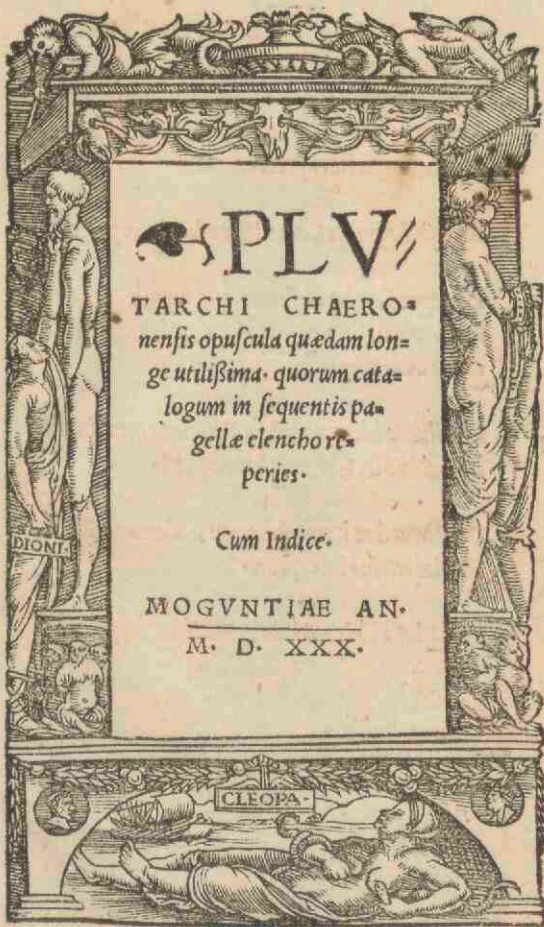 PLV⸗
TARCHI CHAERO⸗
nenſis opuſcula quædam lon⸗
ge utilißima· quorum cata⸗
logum in ſequentis pa⸗
gellæ elencho re⸗
peries·
Cum Indice·
DIONI·
MOGVNTIAE AN·
M· D· XXX·
CLEOPA·